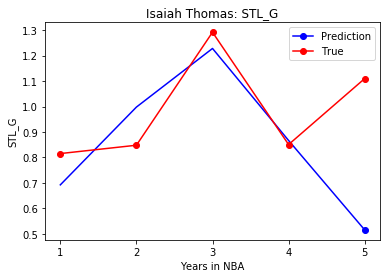 Isaiah Thomas: STL_G
Prediction
True
1.3
1.2
1.1
1.0
0.9
0.8
0.7
0.6
0.5
STL_G
1 2 3 4 5
Years in NBA